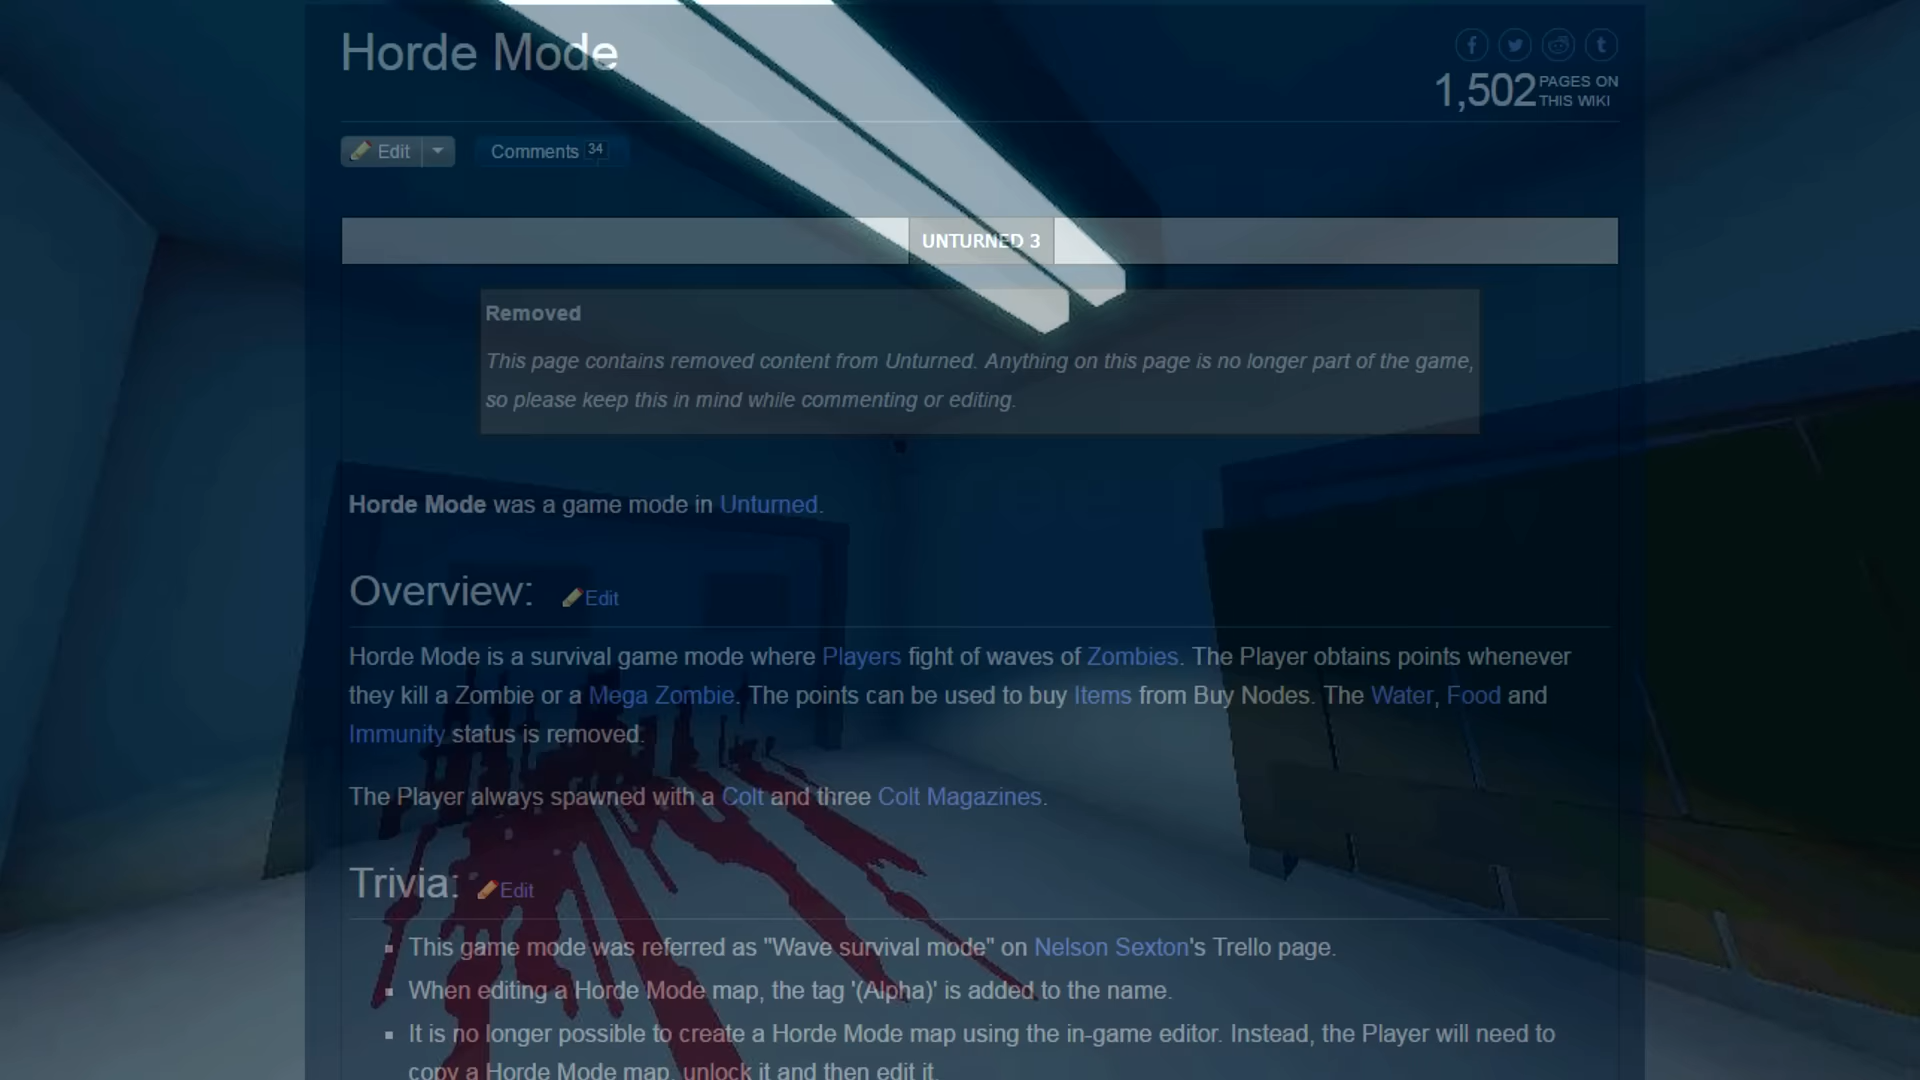 Horde Mode
1,502 PAGES ON
THIS WIKI
Edit
Comments 34
UNTURNED 3
Removed
This page contains removed content from Unturned. Anything on this page is no longer part of the game,
so please keep this in mind while commenting or editing.
Horde Mode was a game mode in Unturned.
Overview: Edit
Horde Mode is a survival game mode where Players fight of waves of Zombies. The Player obtains points whenever
they kill a Zombie or a Mega Zombie. The points can be used to buy Items from Buy Nodes. The Water, Food and
Immunity status is removed.
The Player always spawned with a Colt and three Colt Magazines.
Trivia: Edit
This game mode was referred as "Wave survival mode" on Nelson Sexton's Trello page.
When editing a Horde Mode map, the tag '(Alpha)' is added to the name.
It is no longer possible to create a Horde Mode map using the in-game editor. Instead, the Player will need to
copy a Horde Mode map, unlock it and then edit it.